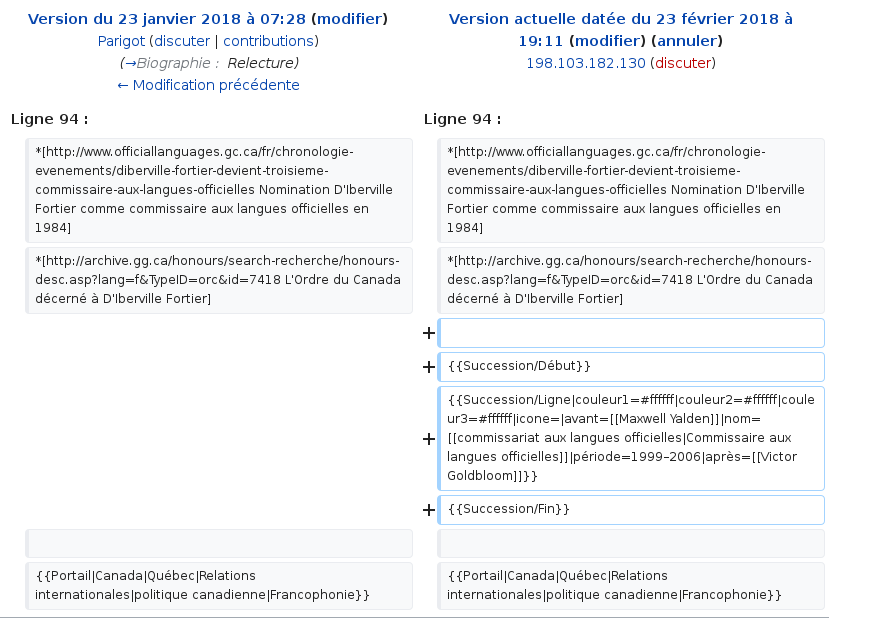 Version du 23 janvier 2018 à 07:28 (modifier)
Parigot (discuter | contributions)
(→Biographie : Relecture)
← Modification précédente
Version actuelle datée du 23 février 2018 à
19:11 (modifier) (annuler)
198.103.182.130 (discuter)
Ligne 94 :
Ligne 94 :
*[http://www.officiallanguages.gc.ca/fr/chronologie-
evenements/diberville-fortier-devient-troisieme-
commissaire-aux-langues-officielles Nomination D'Iberville
Fortier comme commissaire aux langues officielles en
1984]
*[http://www.officiallanguages.gc.ca/fr/chronologie-
evenements/diberville-fortier-devient-troisieme-
commissaire-aux-langues-officielles Nomination D'Iberville
Fortier comme commissaire aux langues officielles en
1984]
*[http://archive.gg.ca/honours/search-recherche/honours-
desc.asp?lang=f&TypeID=orc&id=7418 L'Ordre du Canada
décerné à D'Iberville Fortier]
*[http://archive.gg.ca/honours/search-recherche/honours-
desc.asp?lang=f&TypeID=orc&id=7418 L'Ordre du Canada
décerné à D'Iberville Fortier]
+
+ {{Succession/Début}}
+ {{Succession/Ligne|couleur1=#ffffff|couleur2=#ffffff|coule
ur3=#ffffff|icone=|avant=[[Maxwell Yalden]]|nom=
[[commissariat aux langues officielles|Commissaire aux
langues officielles]]|période=1999–2006|après=[[Victor
Goldbloom]]}}
+ {{Succession/Fin}}
{{Portail|Canada|Québec|Relations
internationales|politique canadienne|Francophonie}}
{{Portail|Canada|Québec|Relations
internationales|politique canadienne|Francophonie}}